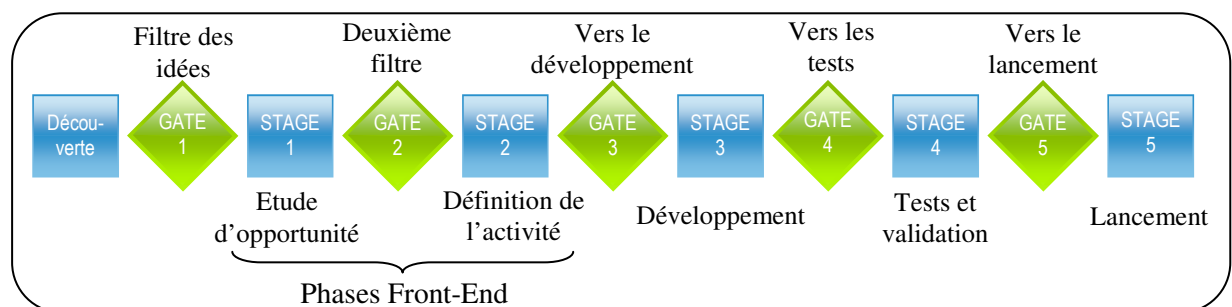 Filtre des
idées
Deuxième
filtre
Vers le
développement
Vers les
tests
Vers le
lancement
Décou-
verte
GATE
1
STAGE
1
GATE
2
STAGE
2
GATE
3
STAGE
3
GATE
4
STAGE
4
GATE
5
STAGE
5
Etude
d’opportunité
Définition de
l’activité
Développement
Tests et
validation
Lancement
Phases Front-End